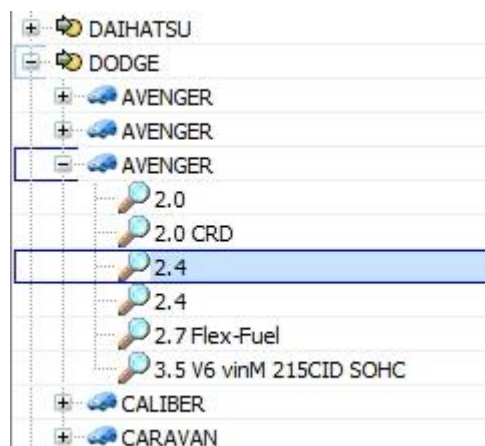 DAIHATSU
DODGE
AVENGER
AVENGER
AVENGER
2.0
2.0 CRD
2.4
2.4
2.7 Flex-Fuel
3.5 V6 vinM 215CID SOHC
CALIBER
CARAVAN